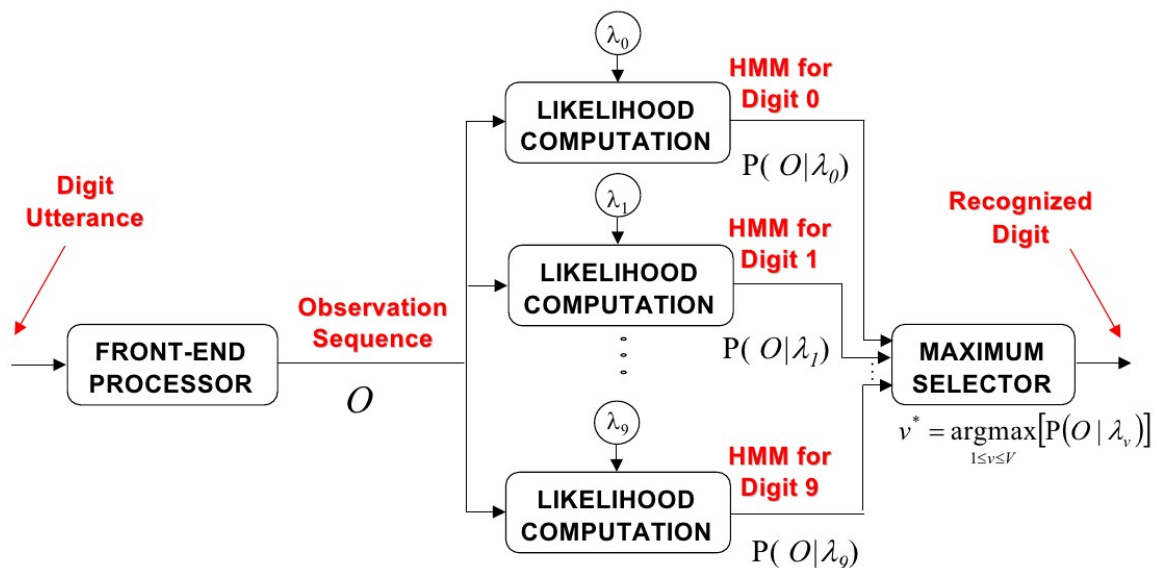 λ₀
HMM for
Digit 0
LIKELIHOOD
COMPUTATION
P( O|λ₀)
Digit
Utterance
λ₁
HMM for
Digit 1
LIKELIHOOD
COMPUTATION
P( O|λ₁)
Recognized
Digit
Observation
Sequence
FRONT-END
PROCESSOR
O
MAXIMUM
SELECTOR
v* = argmax[P(O | λᵥ)]
1≤v≤V
λ₉
HMM for
Digit 9
LIKELIHOOD
COMPUTATION
P( O|λ₉)